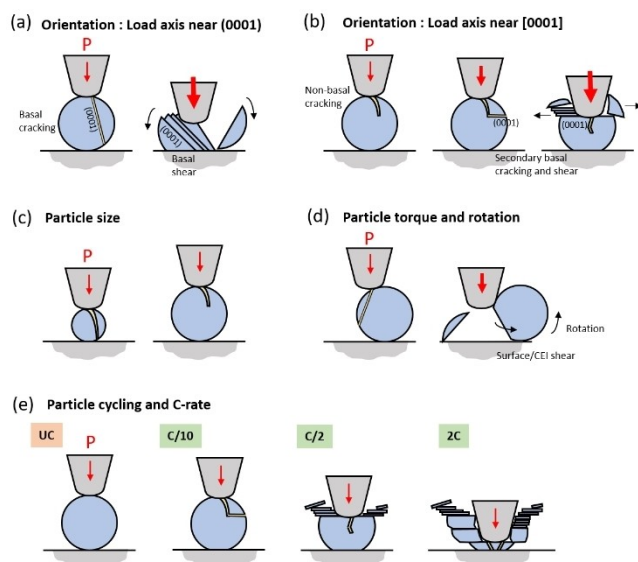 (a) Orientation : Load axis near (0001)
P
Basal
cracking
(0001)
(0001)
Basal
shear
(b) Orientation: Load axis near [0001]
P
Non-basal
cracking
(0001)
(0001)
Secondary basal
cracking and shear
(c) Particle size
P
(d) Particle torque and rotation
P
Rotation
Surface/CEI shear
(e) Particle cycling and C-rate
UC
C/10
C/2
2C
P